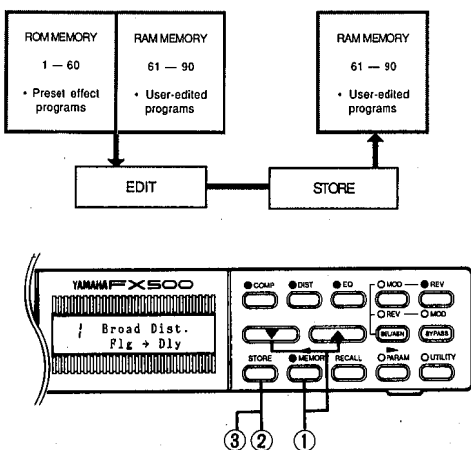 ROM MEMORY
1 — 60
• Preset effect
programs
RAM MEMORY
61 — 90
• User-edited
programs
RAM MEMORY
61 — 90
• User-edited
programs
EDIT
STORE
YAMAHA FX500
1 Broad Dist.
Flg → Dly
COMP DIST EQ MOD REV
REV MOD
BYPASS
STORE MEMORY RECALL PARAM UTILITY
③ ② ①